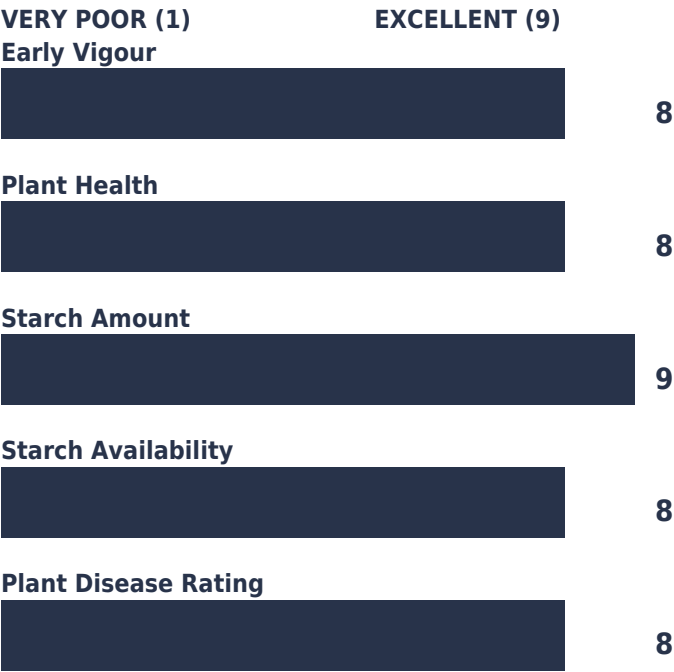 VERY POOR (1) EXCELLENT (9)
Early Vigour
8
Plant Health
8
Starch Amount
9
Starch Availability
8
Plant Disease Rating
8